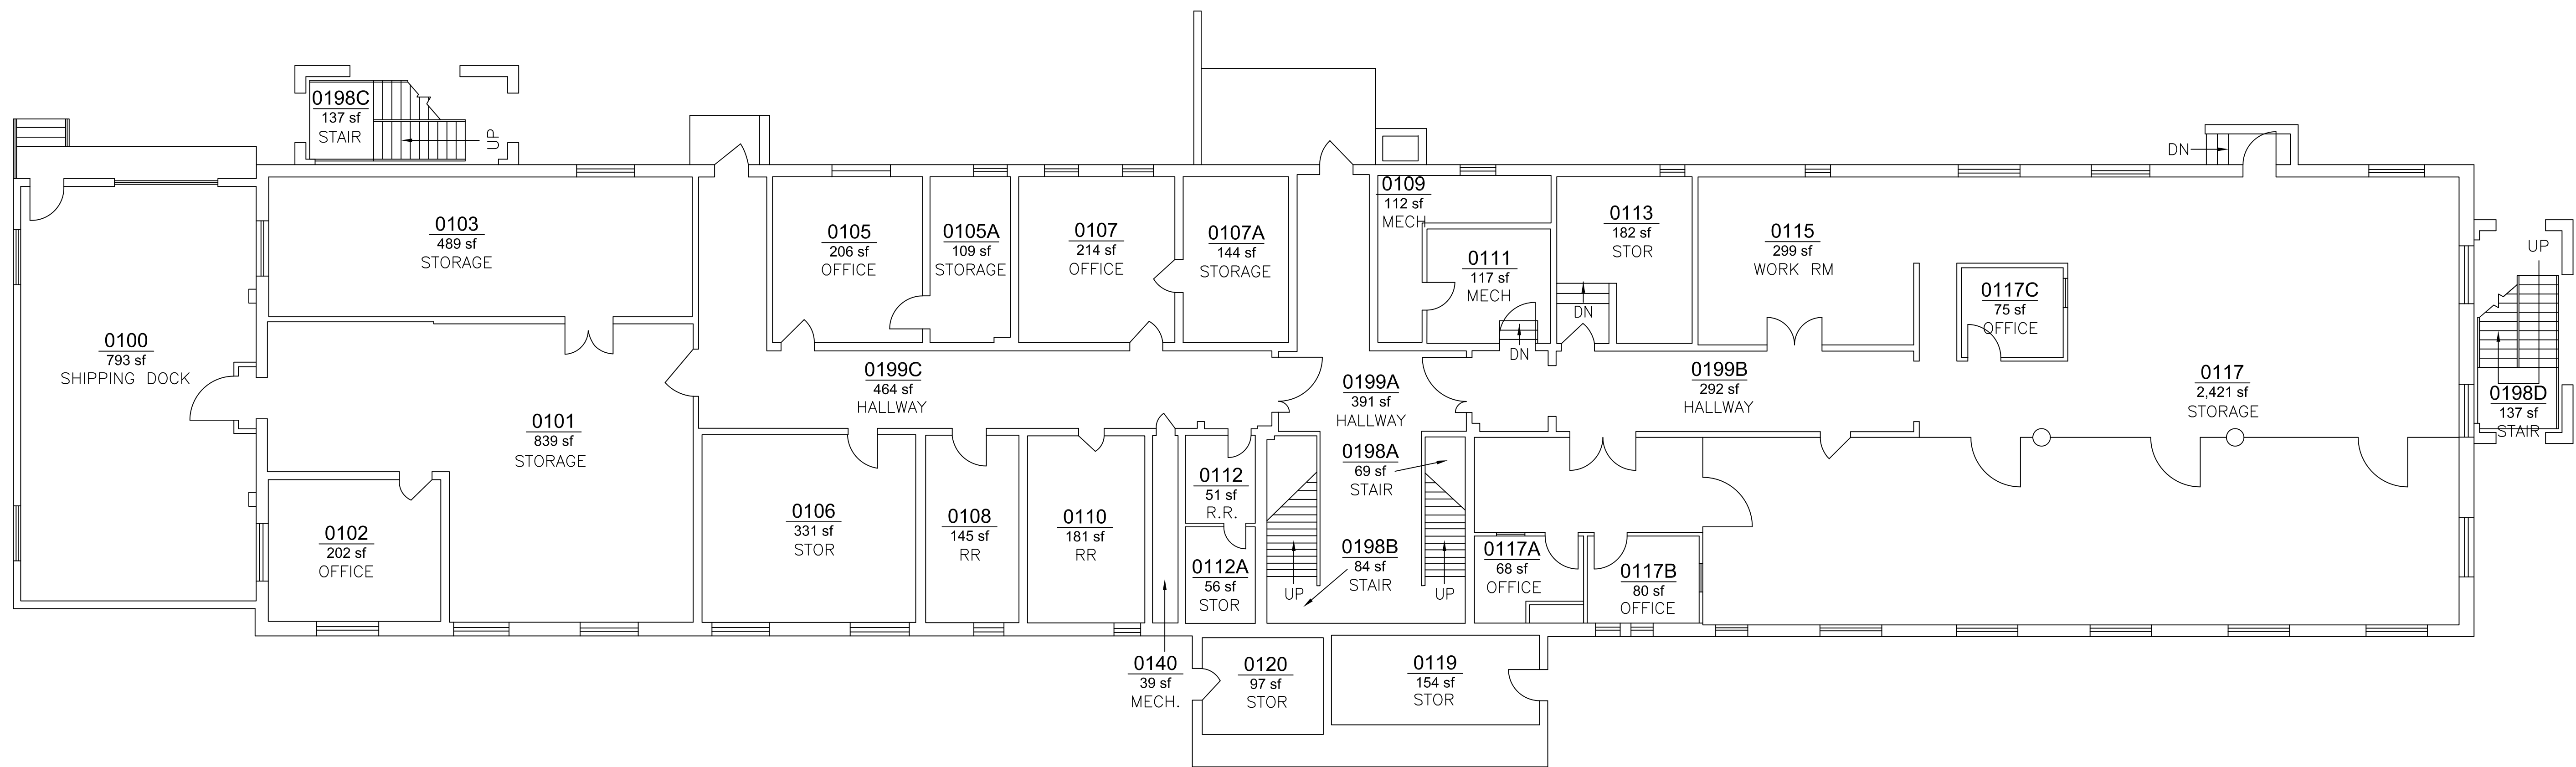 0198C
137 sf
STAIR
UP
DN
0103
489 sf
STORAGE
0105
206 sf
OFFICE
0105A
109 sf
STORAGE
0107
214 sf
OFFICE
0107A
144 sf
STORAGE
0109
112 sf
MECH
0111
117 sf
MECH
DN
0113
182 sf
STOR
DN
0115
299 sf
WORK RM
0117C
75 sf
OFFICE
UP
0100
793 sf
SHIPPING DOCK
0199C
464 sf
HALLWAY
0199A
391 sf
HALLWAY
0199B
292 sf
HALLWAY
0117
2,421 sf
STORAGE
0198D
137 sf
STAIR
0101
839 sf
STORAGE
0198A
69 sf
STAIR
0102
202 sf
OFFICE
0106
331 sf
STOR
0108
145 sf
RR
0110
181 sf
RR
0112
51 sf
R.R.
0112A
56 sf
STOR
UP
0198B
84 sf
STAIR
UP
0117A
68 sf
OFFICE
0117B
80 sf
OFFICE
0140
39 sf
MECH.
0120
97 sf
STOR
0119
154 sf
STOR